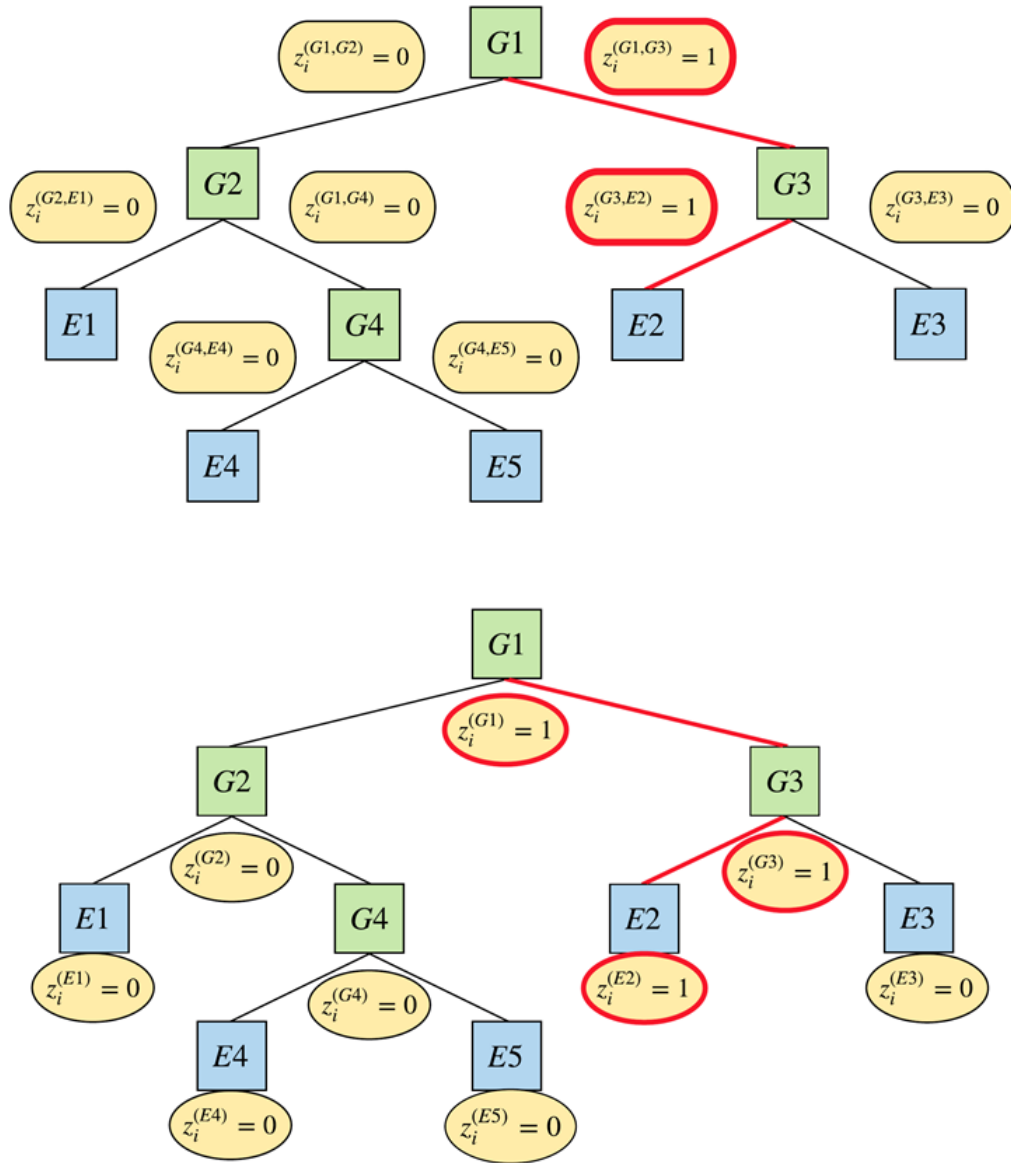 z_i^{(G1,G2)} = 0
G1
z_i^{(G1,G3)} = 1
z_i^{(G2,E1)} = 0
G2
z_i^{(G1,G4)} = 0
z_i^{(G3,E2)} = 1
G3
z_i^{(G3,E3)} = 0
E1
z_i^{(G4,E4)} = 0
G4
z_i^{(G4,E5)} = 0
E2
E3
E4
E5
G1
z_i^{(G1)} = 1
G2
G3
z_i^{(G2)} = 0
z_i^{(G3)} = 1
E1
G4
E2
E3
z_i^{(E1)} = 0
z_i^{(G4)} = 0
z_i^{(E2)} = 1
z_i^{(E3)} = 0
E4
E5
z_i^{(E4)} = 0
z_i^{(E5)} = 0